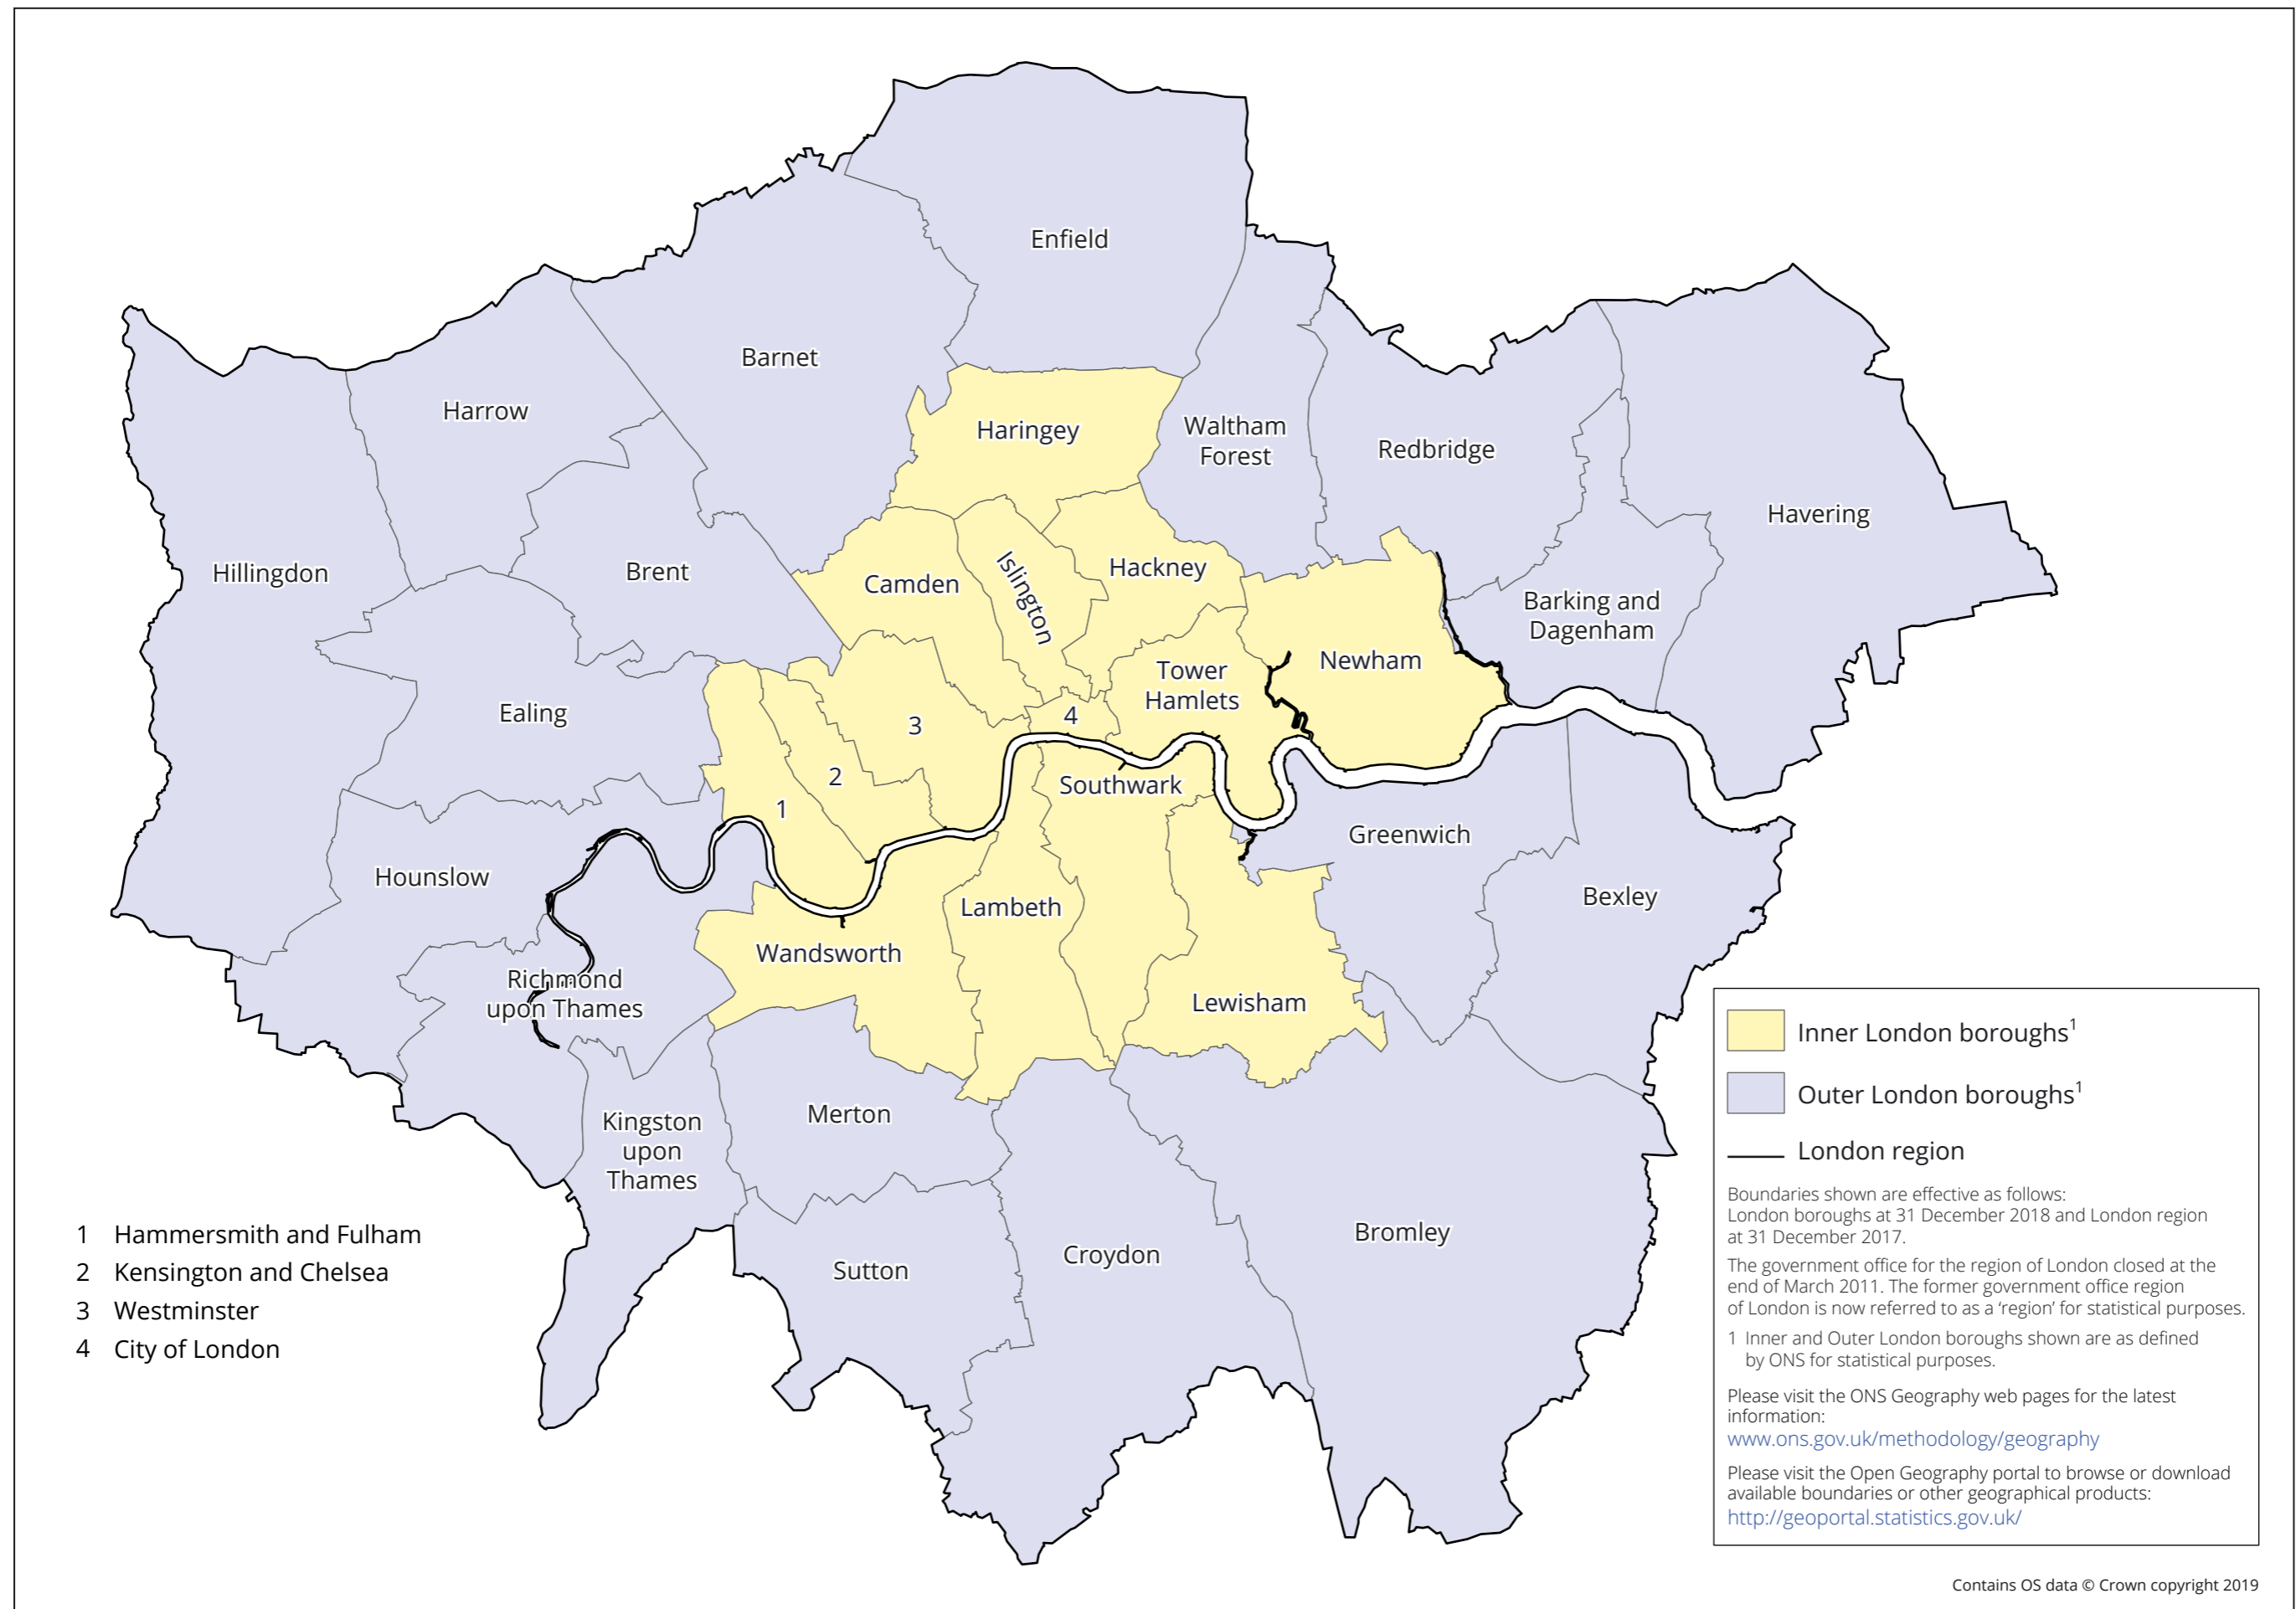 Enfield
Barnet
Harrow
Haringey
Waltham
Forest
Redbridge
Havering
Hillingdon
Brent
Camden
Islington
Hackney
Barking and
Dagenham
Newham
Tower
Hamlets
Ealing
3
4
2
1
Southwark
Greenwich
Hounslow
Bexley
Lambeth
Wandsworth
Richmond
upon Thames
Lewisham
Merton
Kingston
upon
Thames
Sutton
Croydon
Bromley
1 Hammersmith and Fulham
2 Kensington and Chelsea
3 Westminster
4 City of London
Inner London boroughs¹
Outer London boroughs¹
London region
Boundaries shown are effective as follows:
London boroughs at 31 December 2018 and London region
at 31 December 2017.
The government office for the region of London closed at the
end of March 2011. The former government office region
of London is now referred to as a ‘region’ for statistical purposes.
1 Inner and Outer London boroughs shown are as defined
by ONS for statistical purposes.
Please visit the ONS Geography web pages for the latest
information:
www.ons.gov.uk/methodology/geography
Please visit the Open Geography portal to browse or download
available boundaries or other geographical products:
http://geoportal.statistics.gov.uk/
Contains OS data © Crown copyright 2019